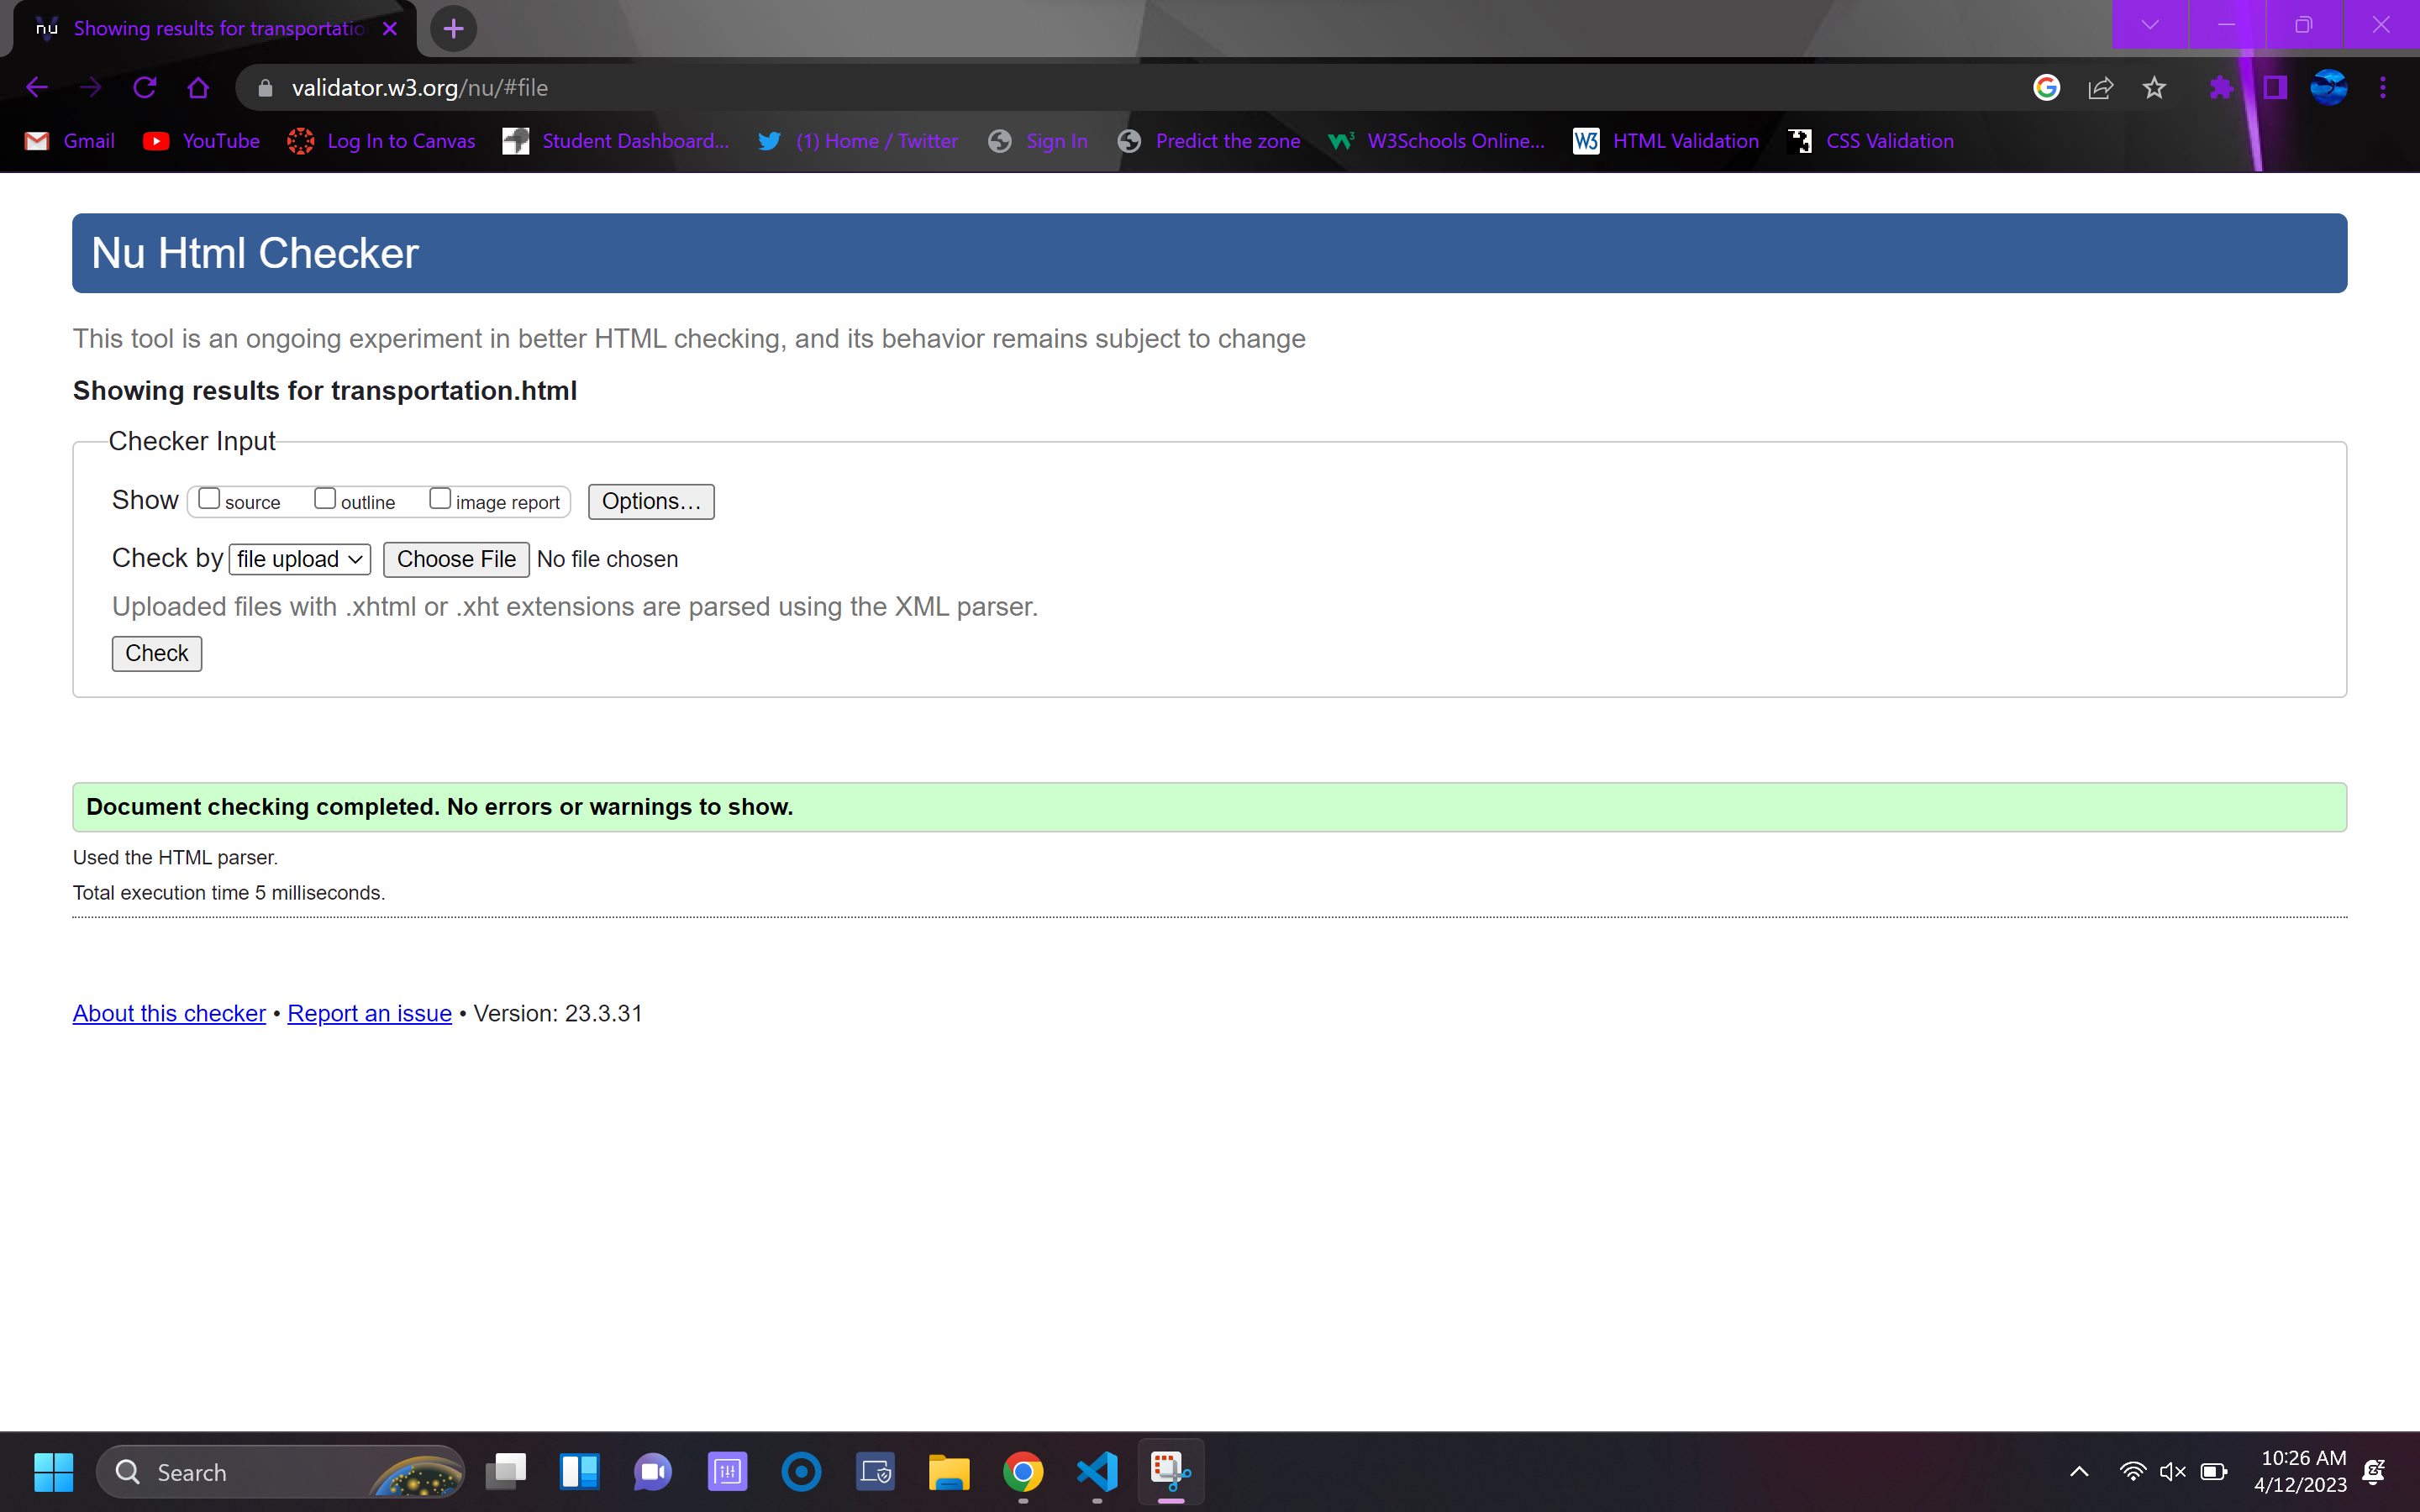 nu Showing results for transportatio
validator.w3.org/nu/#file
Gmail YouTube Log In to Canvas Student Dashboard... (1) Home / Twitter Sign In Predict the zone W3Schools Online... HTML Validation CSS Validation
Nu Html Checker
This tool is an ongoing experiment in better HTML checking, and its behavior remains subject to change
Showing results for transportation.html
Checker Input
Show source outline image report Options...
Check by file upload Choose File No file chosen
Uploaded files with .xhtml or .xht extensions are parsed using the XML parser.
Check
Document checking completed. No errors or warnings to show.
Used the HTML parser.
Total execution time 5 milliseconds.
About this checker • Report an issue • Version: 23.3.31
Search
10:26 AM
4/12/2023